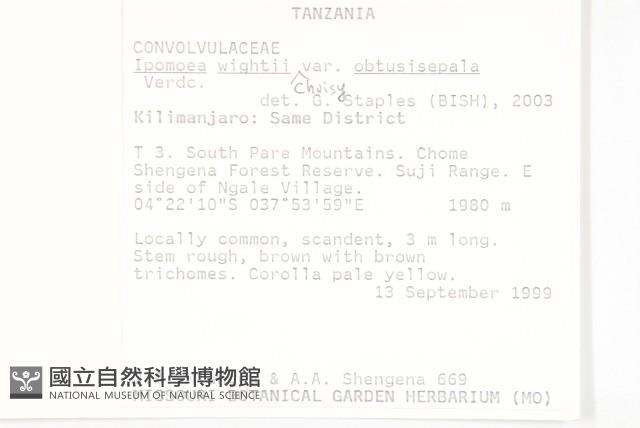 TANZANIA
CONVOLVULACEAE
Ipomoea wightii var. obtusisepala
Choisy
Verdc.
det. G. Staples (BISH), 2003
Kilimanjaro: Same District
T 3. South Pare Mountains. Chome
Shengena Forest Reserve. Suji Range. E
side of Ngale Village.
04°22'10"S 037°53'59"E 1980 m
Locally common, scandent, 3 m long.
Stem rough, brown with brown
trichomes. Corolla pale yellow.
13 September 1999
& A.A. Shengena 669
BOTANICAL GARDEN HERBARIUM (MO)
國立自然科學博物館
NATIONAL MUSEUM OF NATURAL SCIENCE